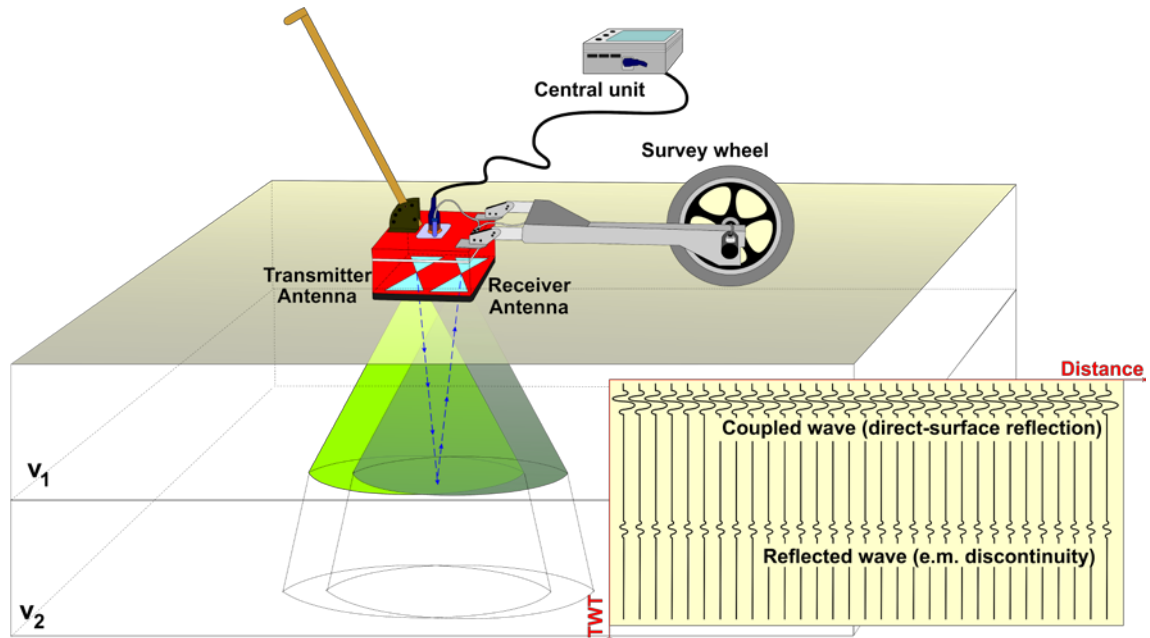 Central unit
Survey wheel
Transmitter
Antenna
Receiver
Antenna
Distance
Coupled wave (direct-surface reflection)
v1
Reflected wave (e.m. discontinuity)
TWT
v2